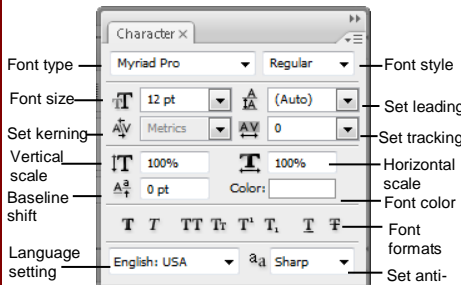 Character ×
Font type Myriad Pro Regular Font style
Font size 12 pt (Auto) Set leading
Set kerning Metrics 0 Set tracking
Vertical scale 100% 100% Horizontal scale
Baseline shift 0 pt Color: Font color
T T TT Tr T¹ T₁ T T Font formats
Language setting English: USA aa Sharp Set anti-